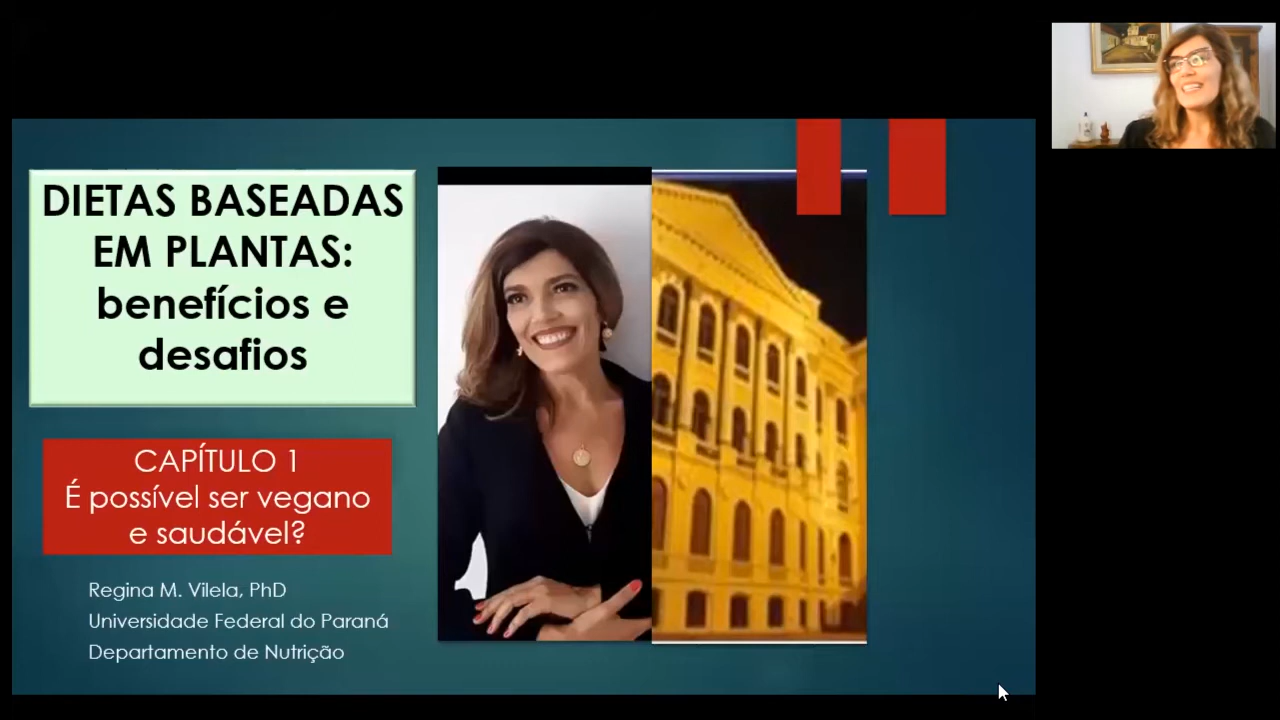 DIETAS BASEADAS
EM PLANTAS:
benefícios e
desafios
CAPÍTULO 1
É possível ser vegano
e saudável?
Regina M. Vilela, PhD
Universidade Federal do Paraná
Departamento de Nutrição